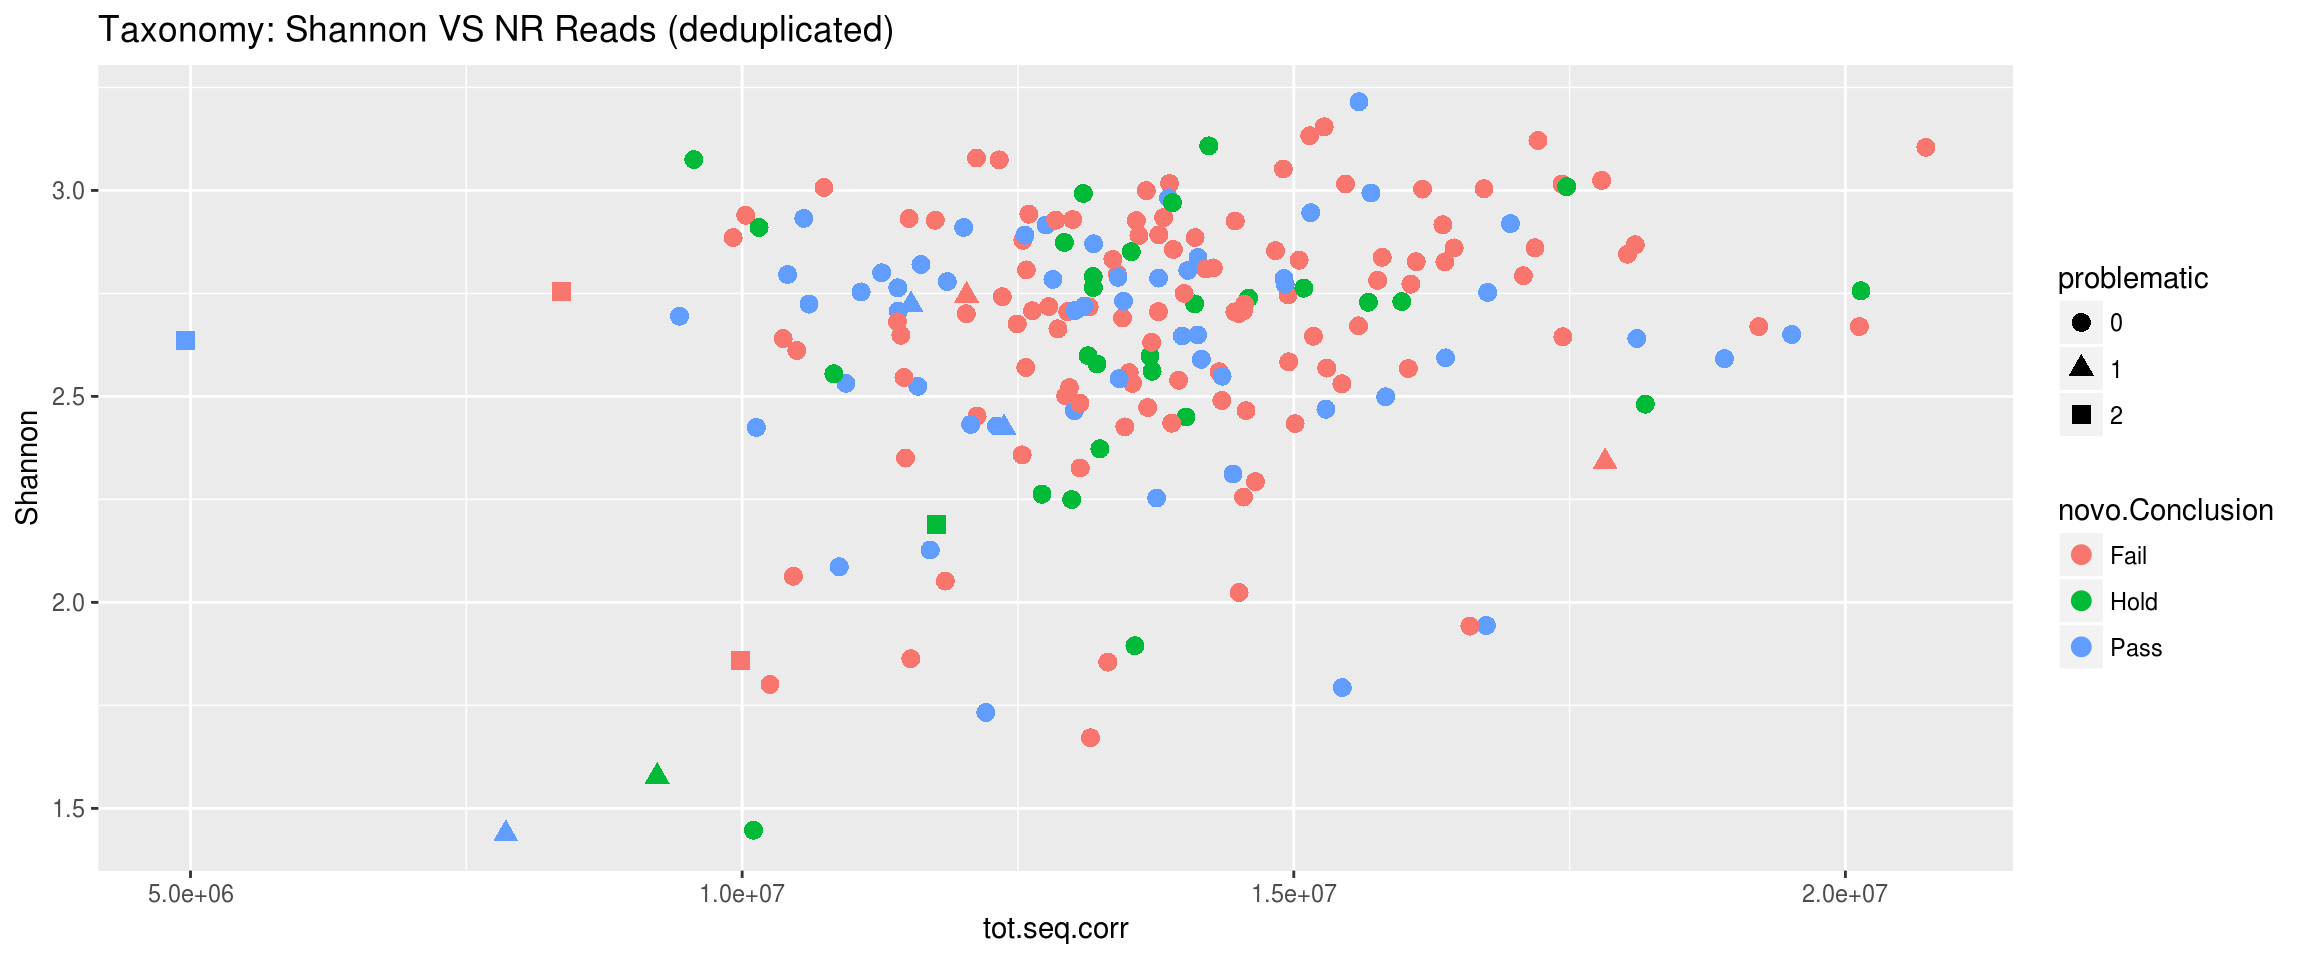 Taxonomy: Shannon VS NR Reads (deduplicated)
Shannon
3.0
2.5
2.0
1.5
5.0e+06
1.0e+07
1.5e+07
2.0e+07
tot.seq.corr
problematic
0
1
2
novo.Conclusion
Fail
Hold
Pass